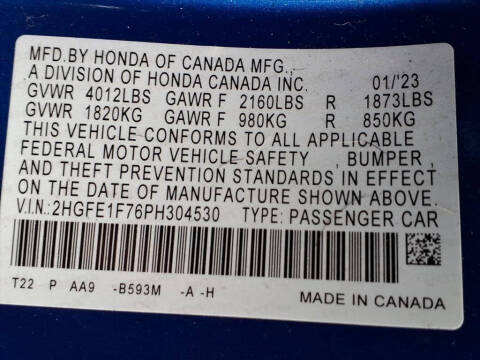 MFD.BY HONDA OF CANADA MFG.,
A DIVISION OF HONDA CANADA INC. 01/'23
GVWR 4012LBS GAWR F 2160LBS R 1873LBS
GVWR 1820KG GAWR F 980KG R 850KG
THIS VEHICLE CONFORMS TO ALL APPLICABLE
FEDERAL MOTOR VEHICLE SAFETY , BUMPER ,
AND THEFT PREVENTION STANDARDS IN EFFECT
ON THE DATE OF MANUFACTURE SHOWN ABOVE.
V.I.N.: 2HGFE1F76PH304530 TYPE: PASSENGER CAR
T22 P AA9 -B593M -A -H MADE IN CANADA